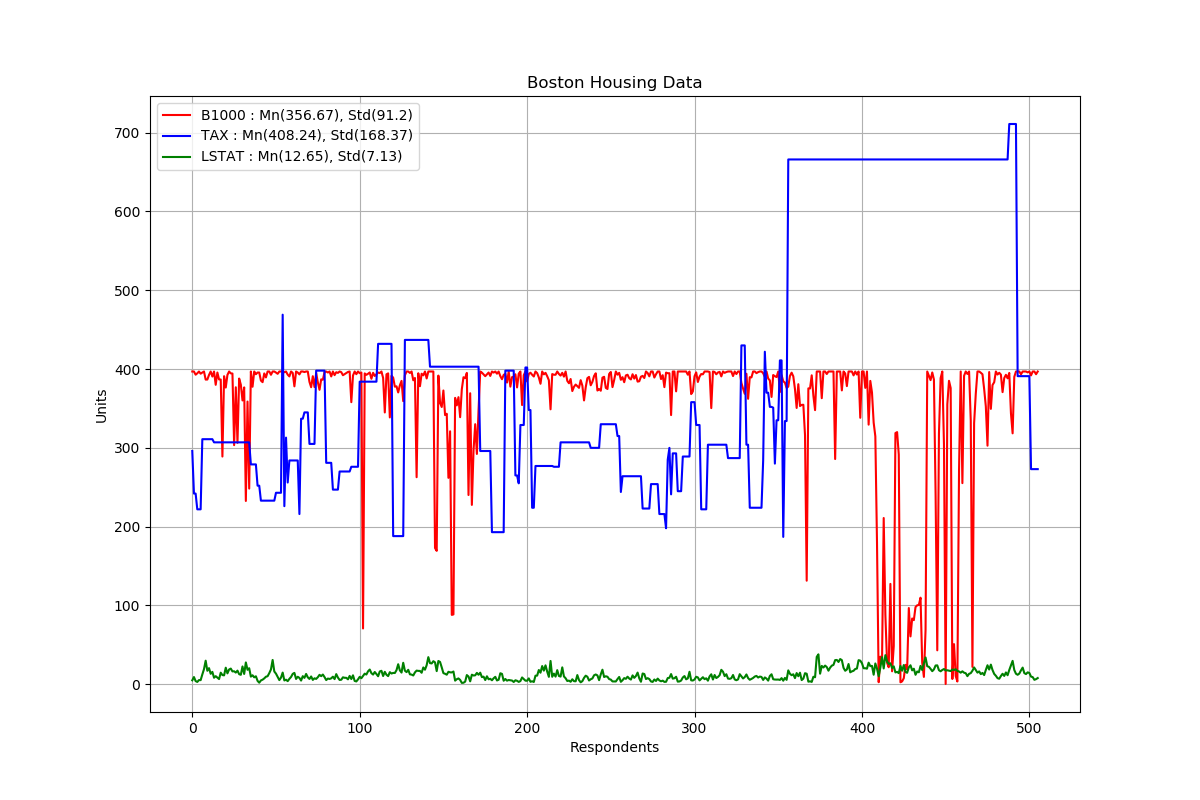 Boston Housing Data
B1000 : Mn(356.67), Std(91.2)
TAX : Mn(408.24), Std(168.37)
LSTAT : Mn(12.65), Std(7.13)
Units
700
600
500
400
300
200
100
0
0 100 200 300 400 500
Respondents